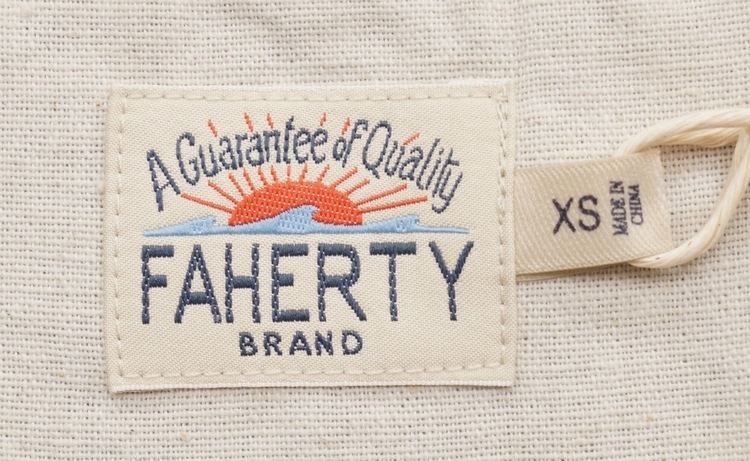 A Guarantee of Quality
FAHERTY
BRAND
XS
MADE IN
CHINA